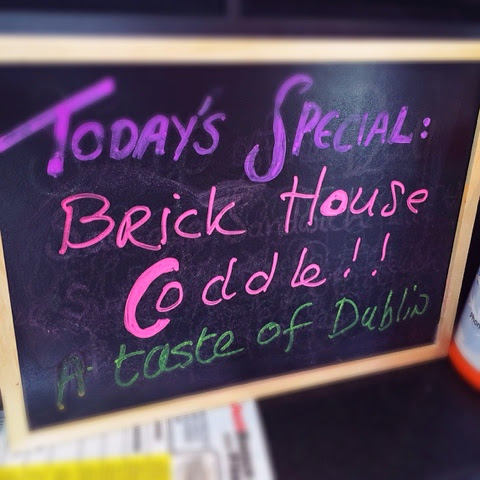 TODAY'S SPECIAL:
BRicK House
Coddle!!
A taste of Dublin